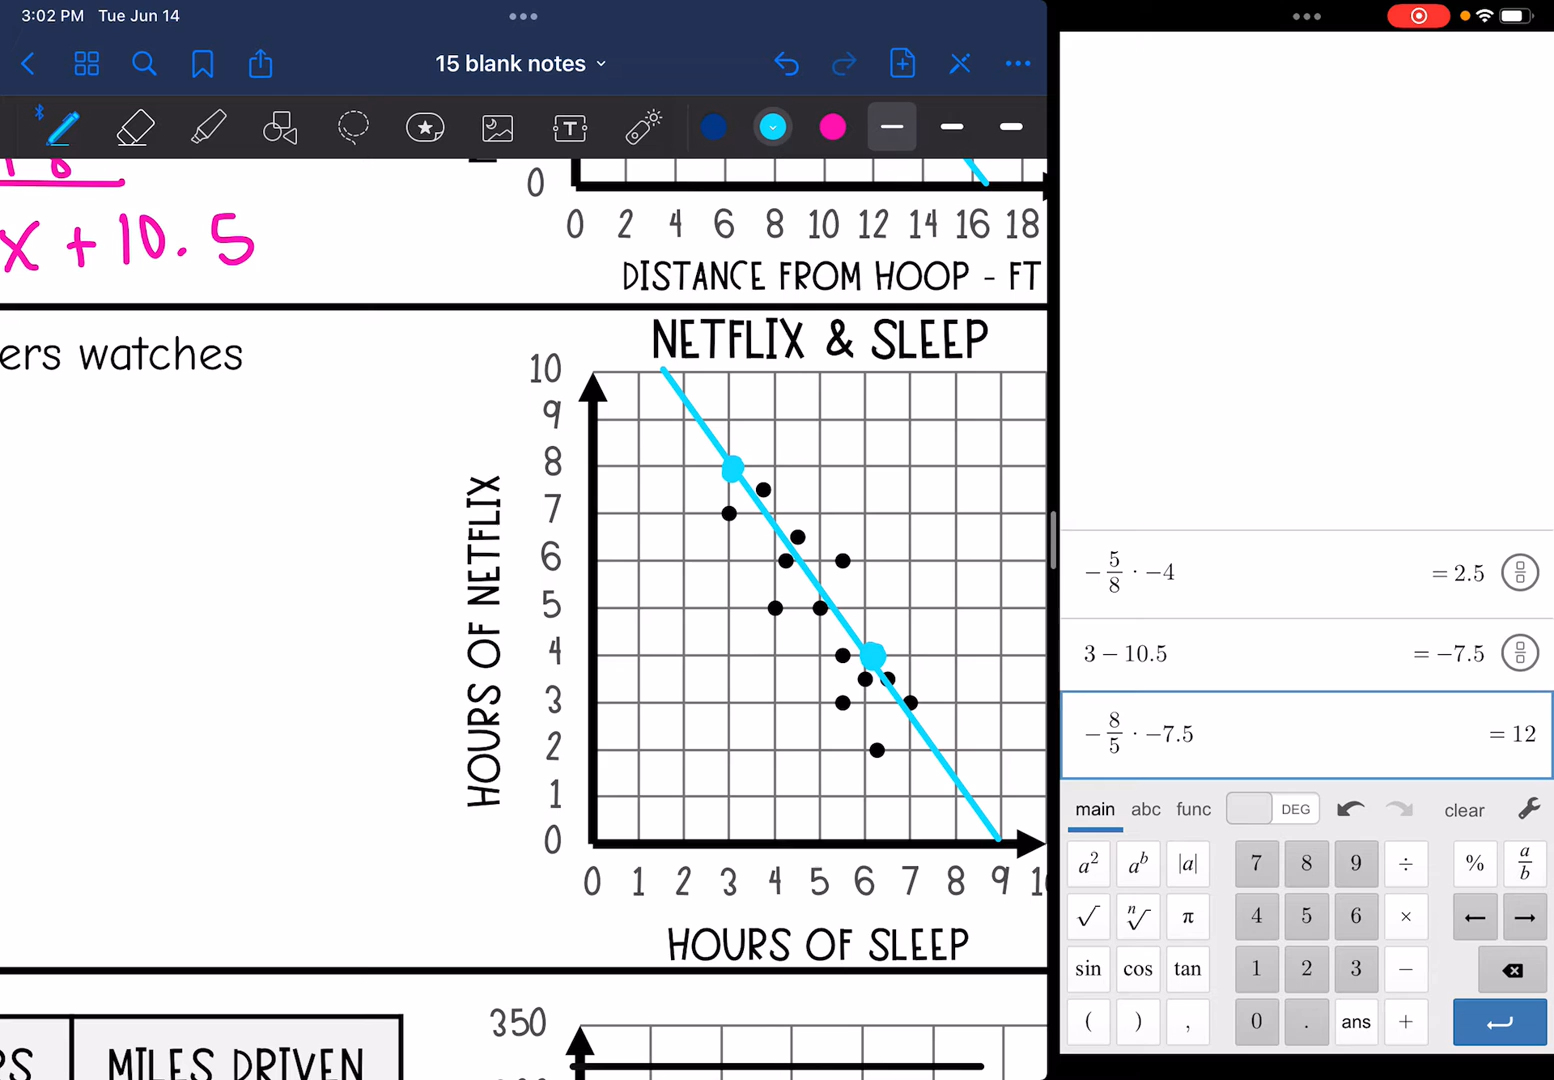 3:02 PM Tue Jun 14
15 blank notes
x + 10.5
0
0 2 4 6 8 10 12 14 16 18
DISTANCE FROM HOOP - FT
ers watches
NETFLIX & SLEEP
10
9
8
7
6
5
4
3
2
1
0
HOURS OF NETFLIX
0 1 2 3 4 5 6 7 8 9
HOURS OF SLEEP
RS
MILES DRIVEN
350
-5/8 · -4 = 2.5
3 - 10.5 = -7.5
-8/5 · -7.5 = 12
main abc func DEG clear
a² aᵇ |a| 7 8 9 ÷ % a/b
√ ⁿ√ π 4 5 6 × ← →
sin cos tan 1 2 3 −
( ) , 0 . ans +